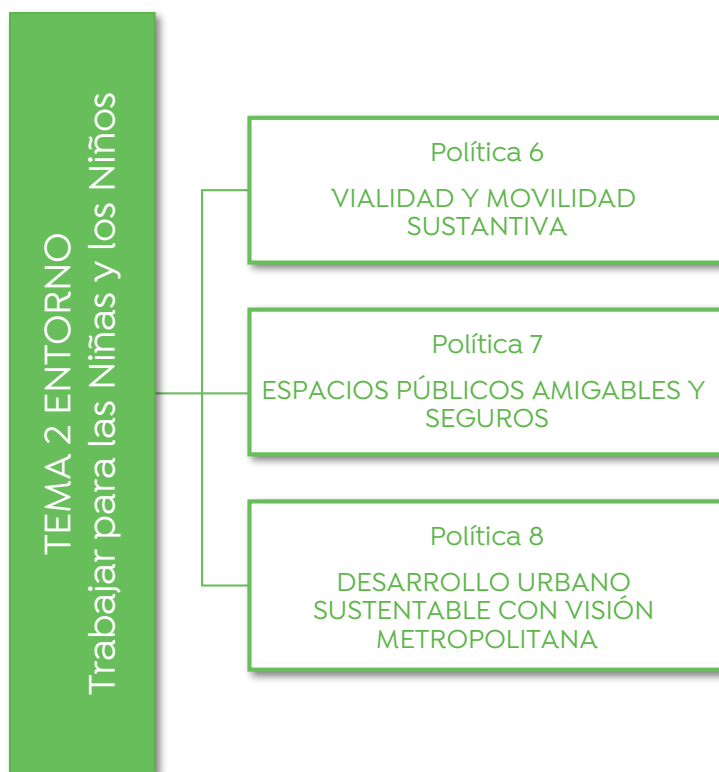 TEMA 2 ENTORNO
Trabajar para las Niñas y los Niños
Política 6
VIALIDAD Y MOVILIDAD
SUSTANTIVA
Política 7
ESPACIOS PÚBLICOS AMIGABLES Y
SEGUROS
Política 8
DESARROLLO URBANO
SUSTENTABLE CON VISIÓN
METROPOLITANA